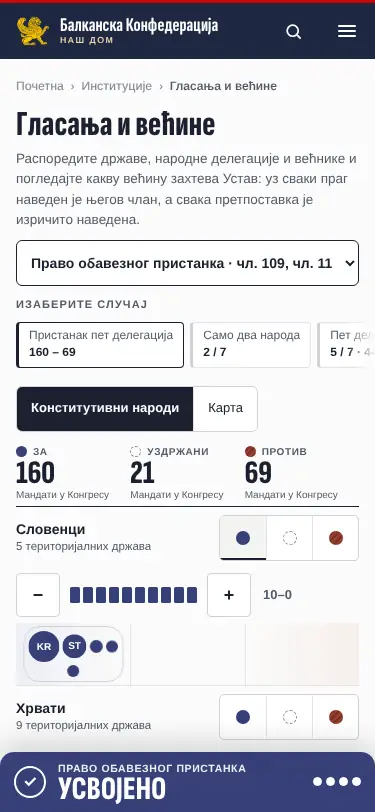 Балканска Конфедерација
НАШ ДОМ
Почетна › Институције › Гласања и већине
Гласања и већине
Распоредите државе, народне делегације и већнике и
погледајте какву већину захтева Устав: уз сваки праг
наведен је његов члан, а свака претпоставка је
изричито наведена.
Право обавезног пристанка · чл. 109, чл. 11
ИЗАБЕРИТЕ СЛУЧАЈ
Пристанак пет делегација
160 – 69
Само два народа
2 / 7
Пет дел
5 / 7 · 4
Конститутивни народи
Карта
ЗА
160
Мандати у Конгресу
УЗДРЖАНИ
21
Мандати у Конгресу
ПРОТИВ
69
Мандати у Конгресу
Словенци
5 територијалних држава
− + 10–0
KR ST
Хрвати
9 територијалних држава
ПРАВО ОБАВЕЗНОГ ПРИСТАНКА
УСВОЈЕНО